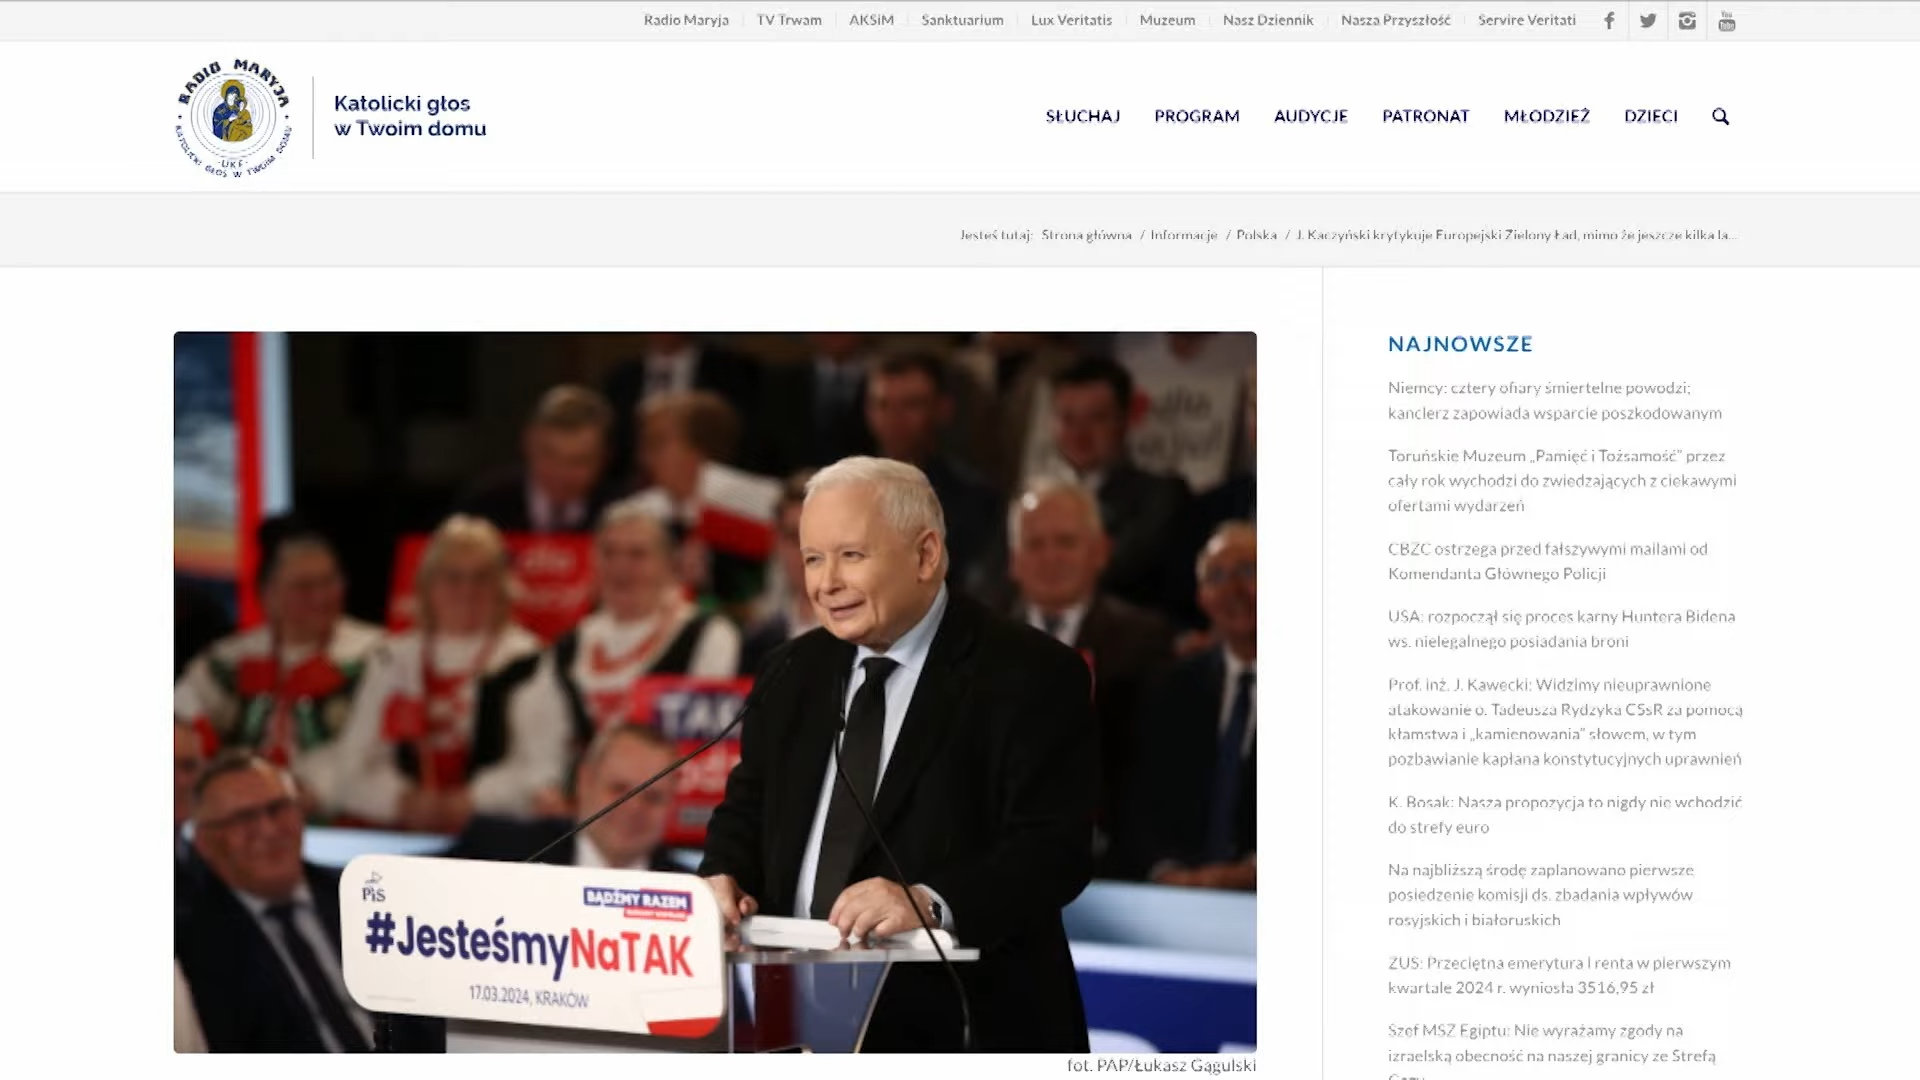 Radio Maryja
TV Trwam
AKSiM
Sanktuarium
Lux Veritatis
Muzeum
Nasz Dziennik
Nasza Przyszłość
Servire Veritati
You
Tube
RADIO MARYJA
KATOLICKI GŁOS W TWOIM DOMU
UKF
Katolicki głos
w Twoim domu
SŁUCHAJ
PROGRAM
AUDYCJE
PATRONAT
MŁODZIEŻ
DZIECI
Jesteś tutaj: Strona główna / Informacje / Polska / J. Kaczyński krytykuje Europejski Zielony Ład, mimo że jeszcze kilka la...
TAK
PiS
BĄDŹMY RAZEM
#JesteśmyNaTAK
17.03.2024, KRAKÓW
fot. PAP/Łukasz Gągulski
NAJNOWSZE
Niemcy: cztery ofiary śmiertelne powodzi;
kanclerz zapowiada wsparcie poszkodowanym
Toruńskie Muzeum „Pamięć i Tożsamość” przez
cały rok wychodzi do zwiedzających z ciekawymi
ofertami wydarzeń
CBZC ostrzega przed fałszywymi mailami od
Komendanta Głównego Policji
USA: rozpoczął się proces karny Huntera Bidena
ws. nielegalnego posiadania broni
Prof. inż. J. Kawecki: Widzimy nieuprawnione
atakowanie o. Tadeusza Rydzyka CSsR za pomocą
kłamstwa i „kamienowania” słowem, w tym
pozbawianie kapłana konstytucyjnych uprawnień
K. Bosak: Nasza propozycja to nigdy nie wchodzić
do strefy euro
Na najbliższą środę zaplanowano pierwsze
posiedzenie komisji ds. zbadania wpływów
rosyjskich i białoruskich
ZUS: Przeciętna emerytura i renta w pierwszym
kwartale 2024 r. wyniosła 3516,95 zł
Szef MSZ Egiptu: Nie wyrażamy zgody na
izraelską obecność na naszej granicy ze Strefą